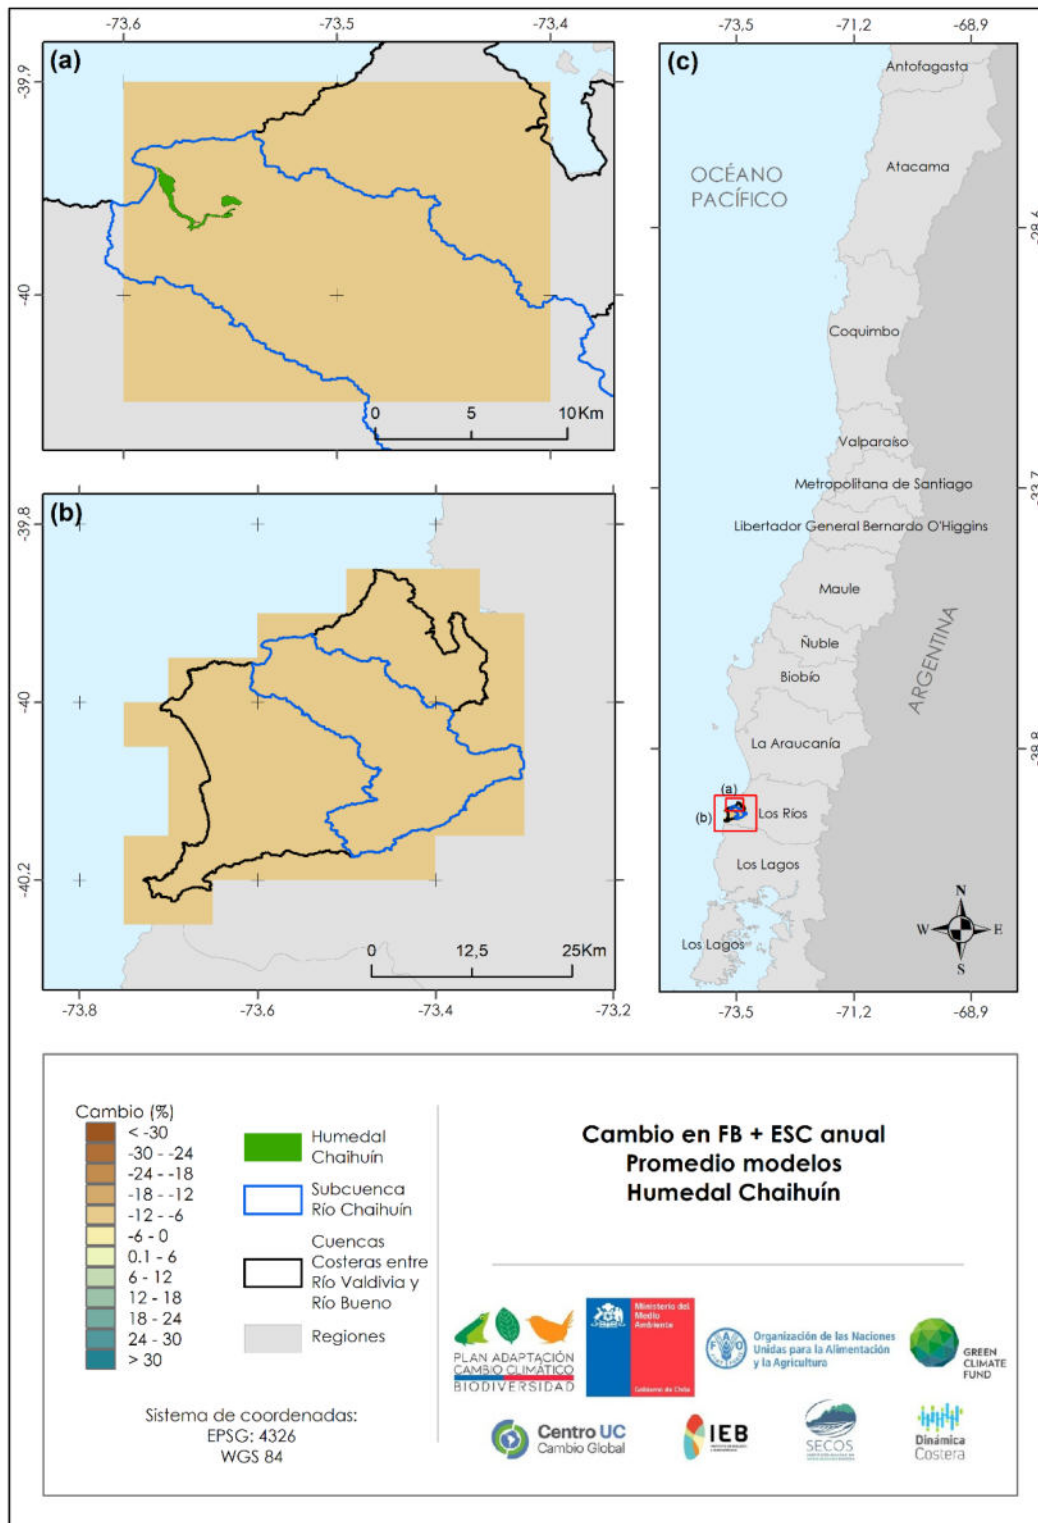 -73,6
-73,5
-73,4
(a)
-39,9
-40
0
5
10Km
(b)
-39,8
-40
-40,2
0
12,5
25Km
-73,8
-73,6
-73,4
-73,2
-73,5
-71,2
-68,9
(c)
Antofagasta
Atacama
OCÉANO
PACÍFICO
Coquimbo
Valparaíso
Metropolitana de Santiago
Libertador General Bernardo O'Higgins
Maule
Ñuble
Biobío
ARGENTINA
La Araucanía
(a)
(b)
Los Ríos
Los Lagos
Los Lagos
N
W
E
S
-73,5
-71,2
-68,9
Cambio (%)
< -30
-30 - -24
-24 - -18
-18 - -12
-12 - -6
-6 - 0
0.1 - 6
6 - 12
12 - 18
18 - 24
24 - 30
> 30
Humedal
Chaihuín
Subcuenca
Río Chaihuín
Cuencas
Costeras entre
Río Valdivia y
Río Bueno
Regiones
Sistema de coordenadas:
EPSG: 4326
WGS 84
Cambio en FB + ESC anual
Promedio modelos
Humedal Chaihuín
PLAN ADAPTACIÓN
CAMBIO CLIMÁTICO
BIODIVERSIDAD
Ministerio del
Medio
Ambiente
Gobierno de Chile
FAO
Organización de las Naciones
Unidas para la Alimentación
y la Agricultura
GREEN
CLIMATE
FUND
Centro UC
Cambio Global
IEB
SECOS
Dinámica
Costera